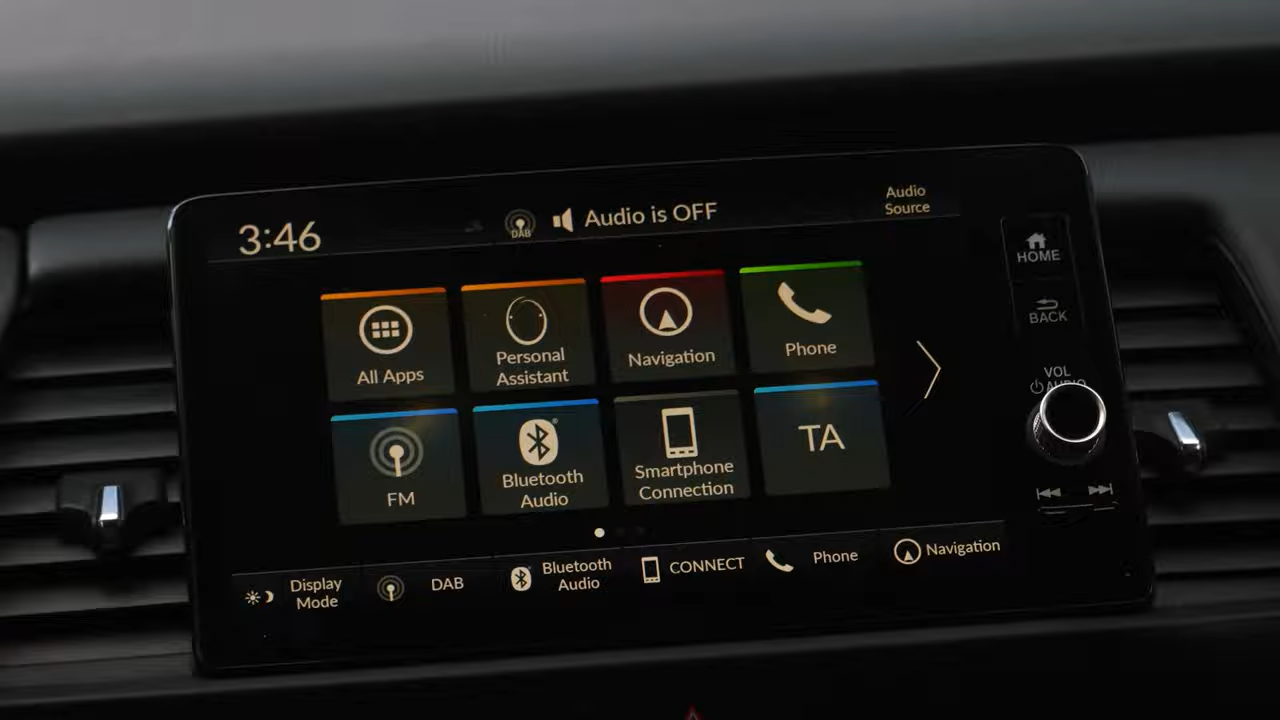 3:46
DAB
Audio is OFF
Audio
Source
HOME
BACK
VOL
AUDIO
All Apps
Personal
Assistant
Navigation
Phone
FM
Bluetooth
Audio
Smartphone
Connection
TA
Display
Mode
DAB
Bluetooth
Audio
CONNECT
Phone
Navigation